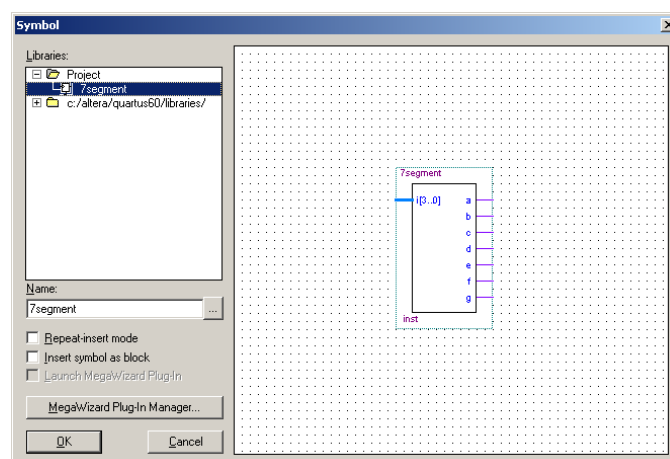 Symbol
Libraries:
Project
7segment
c:/altera/quartus60/libraries/
Name:
7segment
...
Repeat-insert mode
Insert symbol as block
Launch MegaWizard Plug-In
MegaWizard Plug-In Manager...
OK
Cancel
7segment
i[3..0] a
b
c
d
e
f
g
inst